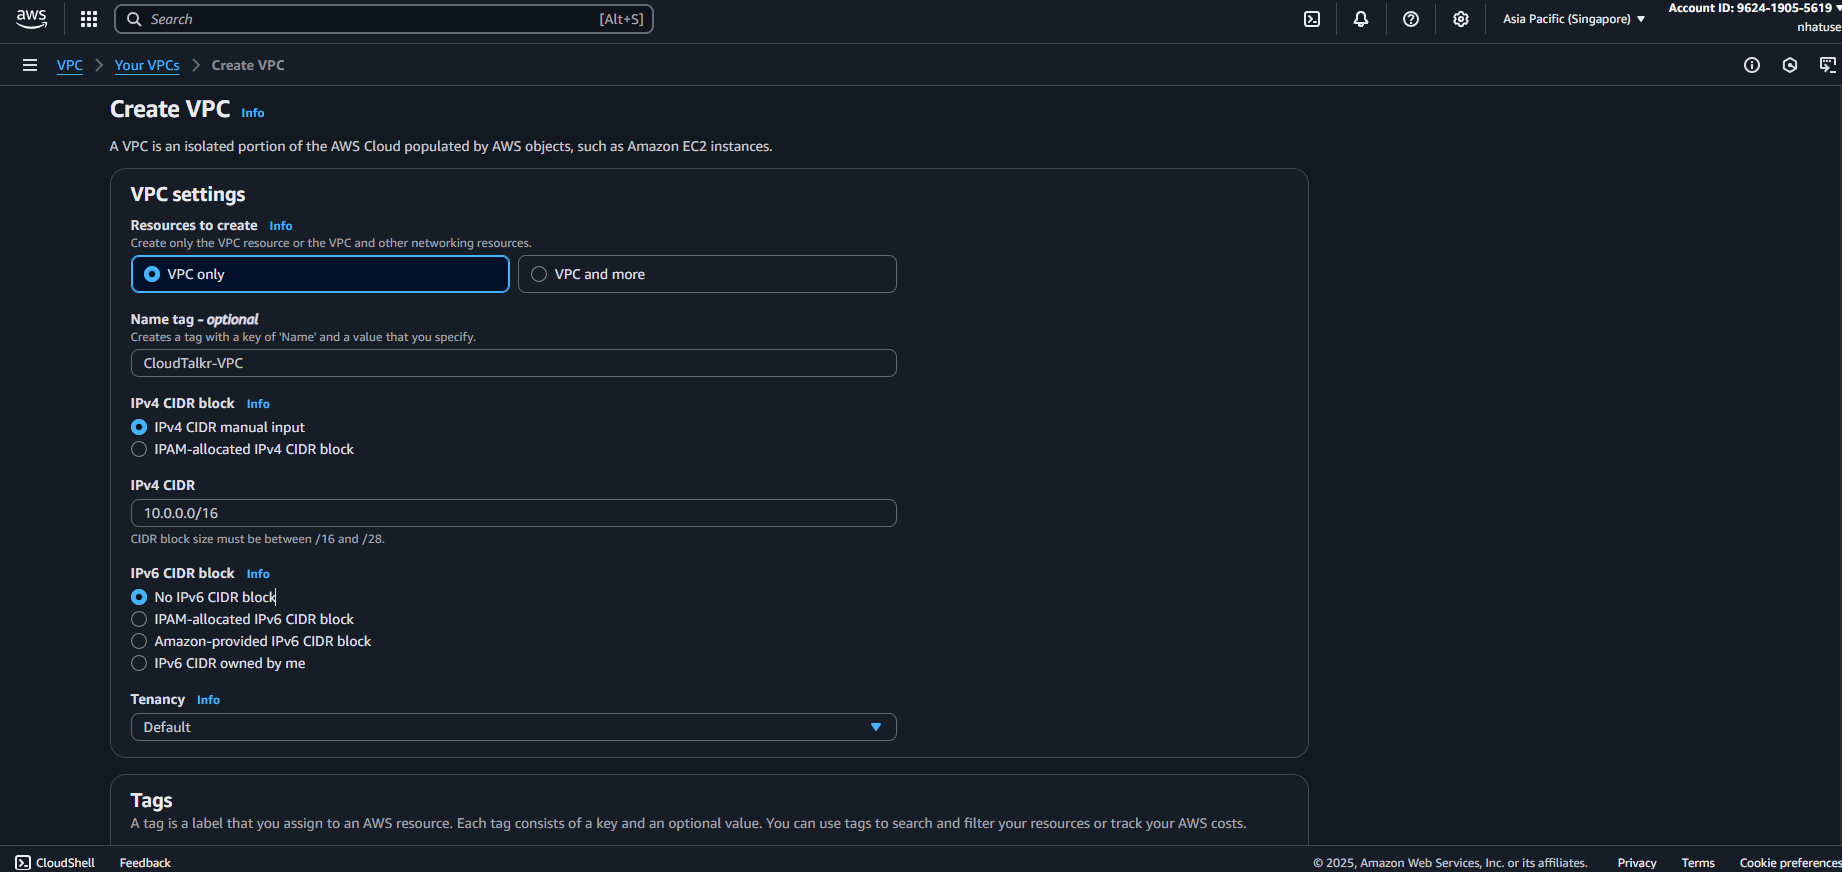 aws
Search [Alt+S]
Asia Pacific (Singapore)
Account ID: 9624-1905-5619
nhatuse
VPC
Your VPCs
Create VPC
Create VPC Info
A VPC is an isolated portion of the AWS Cloud populated by AWS objects, such as Amazon EC2 instances.
VPC settings
Resources to create Info
Create only the VPC resource or the VPC and other networking resources.
VPC only
VPC and more
Name tag - optional
Creates a tag with a key of 'Name' and a value that you specify.
CloudTalkr-VPC
IPv4 CIDR block Info
IPv4 CIDR manual input
IPAM-allocated IPv4 CIDR block
IPv4 CIDR
10.0.0.0/16
CIDR block size must be between /16 and /28.
IPv6 CIDR block Info
No IPv6 CIDR block
IPAM-allocated IPv6 CIDR block
Amazon-provided IPv6 CIDR block
IPv6 CIDR owned by me
Tenancy Info
Default
Tags
A tag is a label that you assign to an AWS resource. Each tag consists of a key and an optional value. You can use tags to search and filter your resources or track your AWS costs.
CloudShell
Feedback
© 2025, Amazon Web Services, Inc. or its affiliates.
Privacy
Terms
Cookie preferences